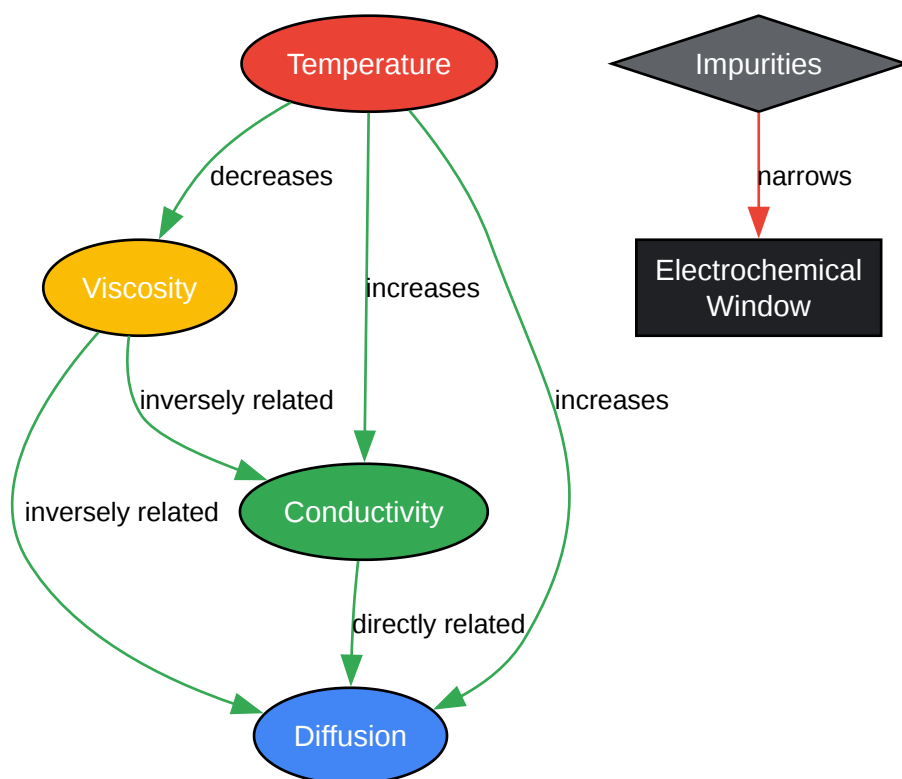 Temperature
Impurities
decreases
narrows
Viscosity
increases
Electrochemical
Window
inversely related
increases
inversely related
Conductivity
directly related
Diffusion